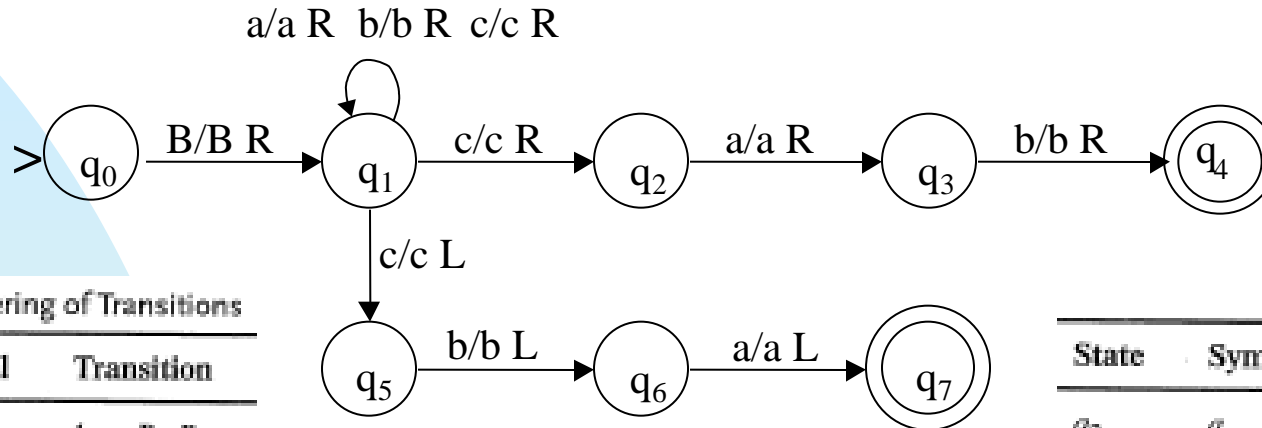 a/a R b/b R c/c R
> q₀ B/B R q₁ c/c R q₂ a/a R q₃ b/b R q₄
c/c L
ering of Transitions
l Transition
q₅ b/b L q₆ a/a L q₇
State Sym